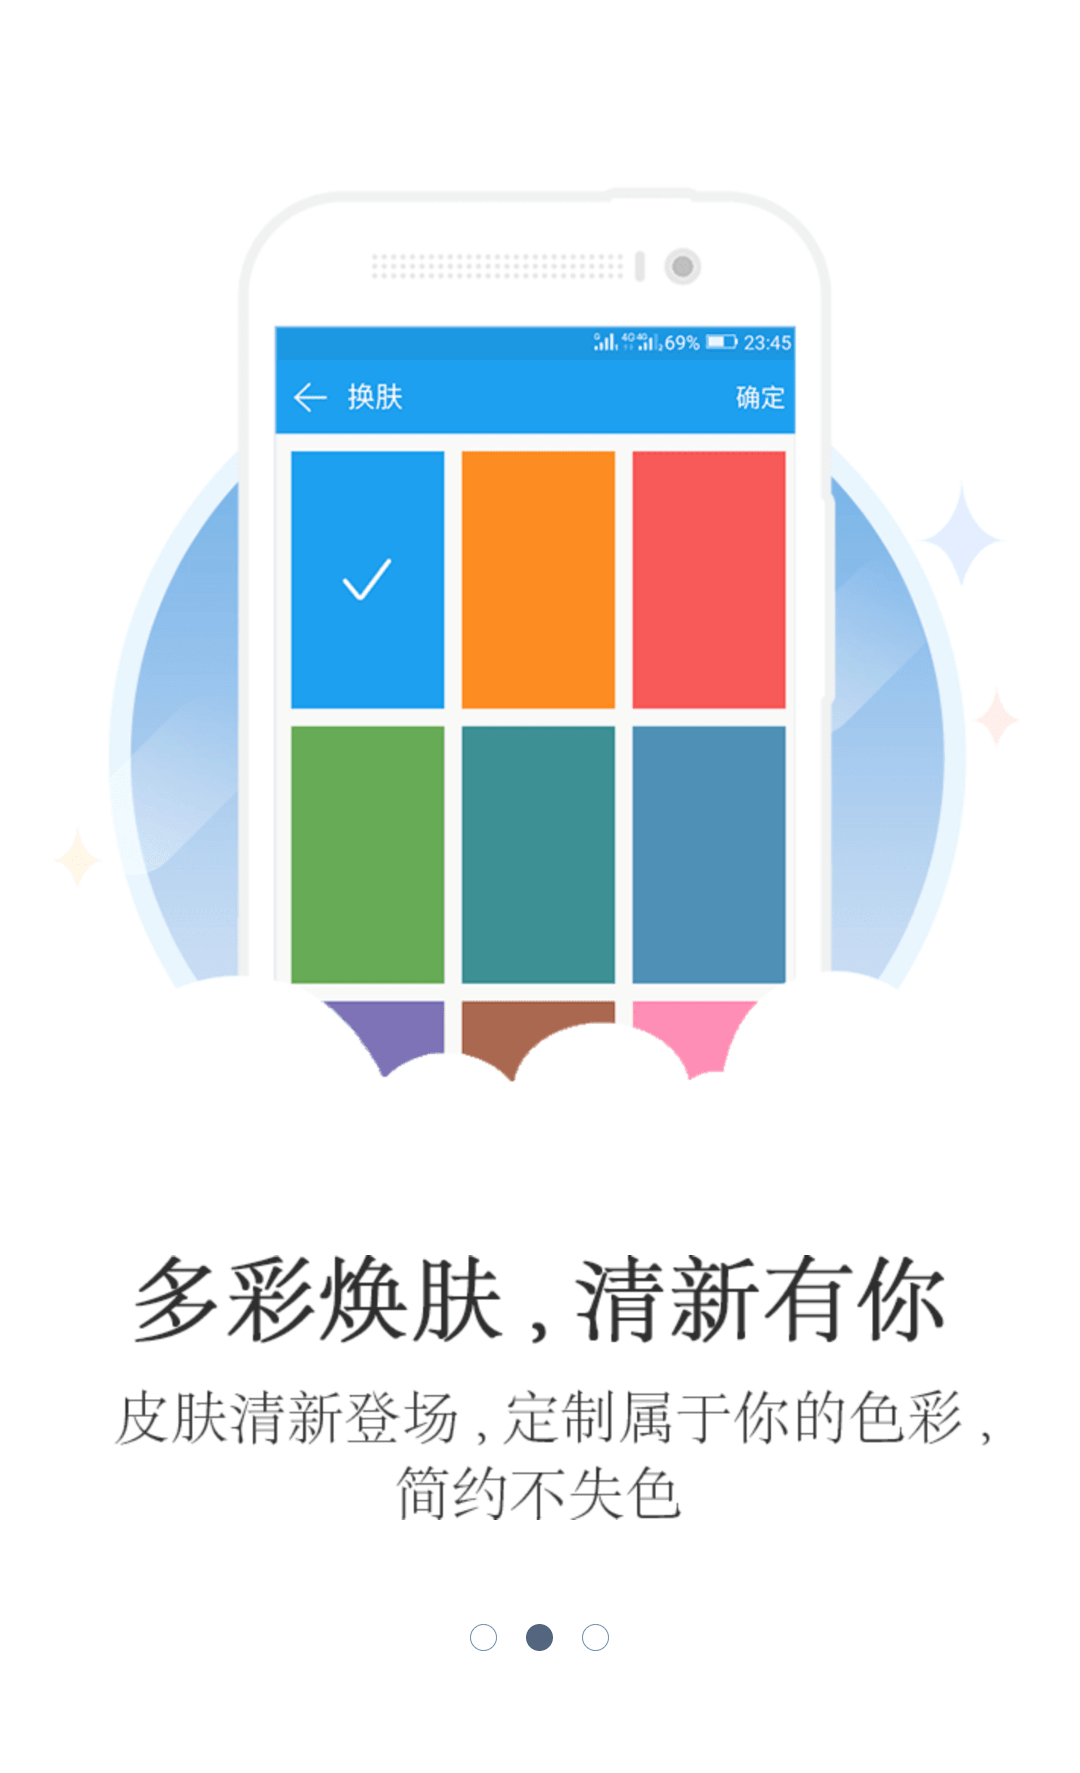 69% 23:45
换肤 确定
多彩焕肤,清新有你
皮肤清新登场,定制属于你的色彩,
简约不失色